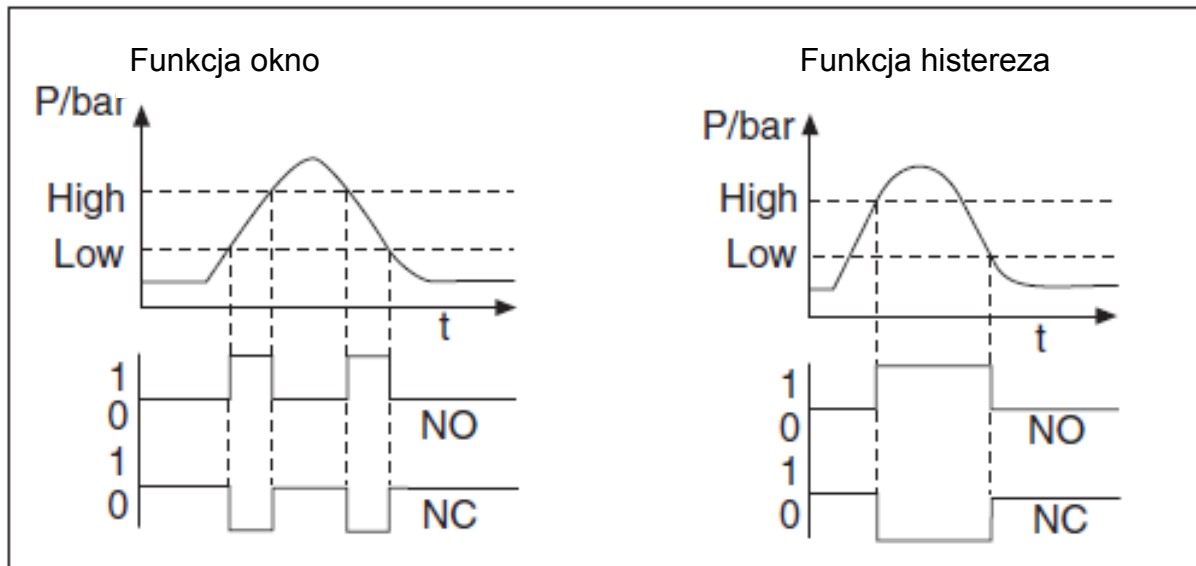 Funkcja okno
P/bar
High
Low
t
1
0
NO
1
0
NC
Funkcja histereza
P/bar
High
Low
t
1
0
NO
1
0
NC